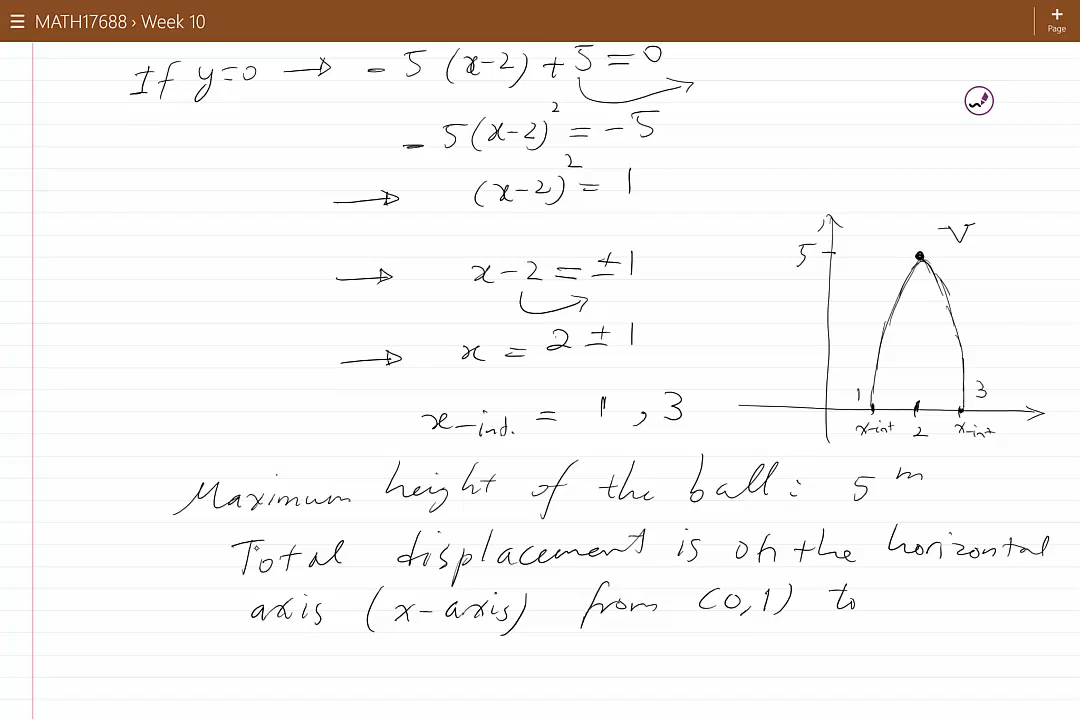 MATH17688 › Week 10
+
Page
If y=0 → - 5 (x-2) + 5 = 0
- 5(x-2)² = - 5
→ (x-2)² = 1
→ x-2 = ±1
→ x = 2 ± 1
x-int. = 1 , 3
5 V
1 3
x-int 2 x-int
Maximum height of the ball : 5 m
Total displacement is on the horizontal
axis (x-axis) from (0,1) to